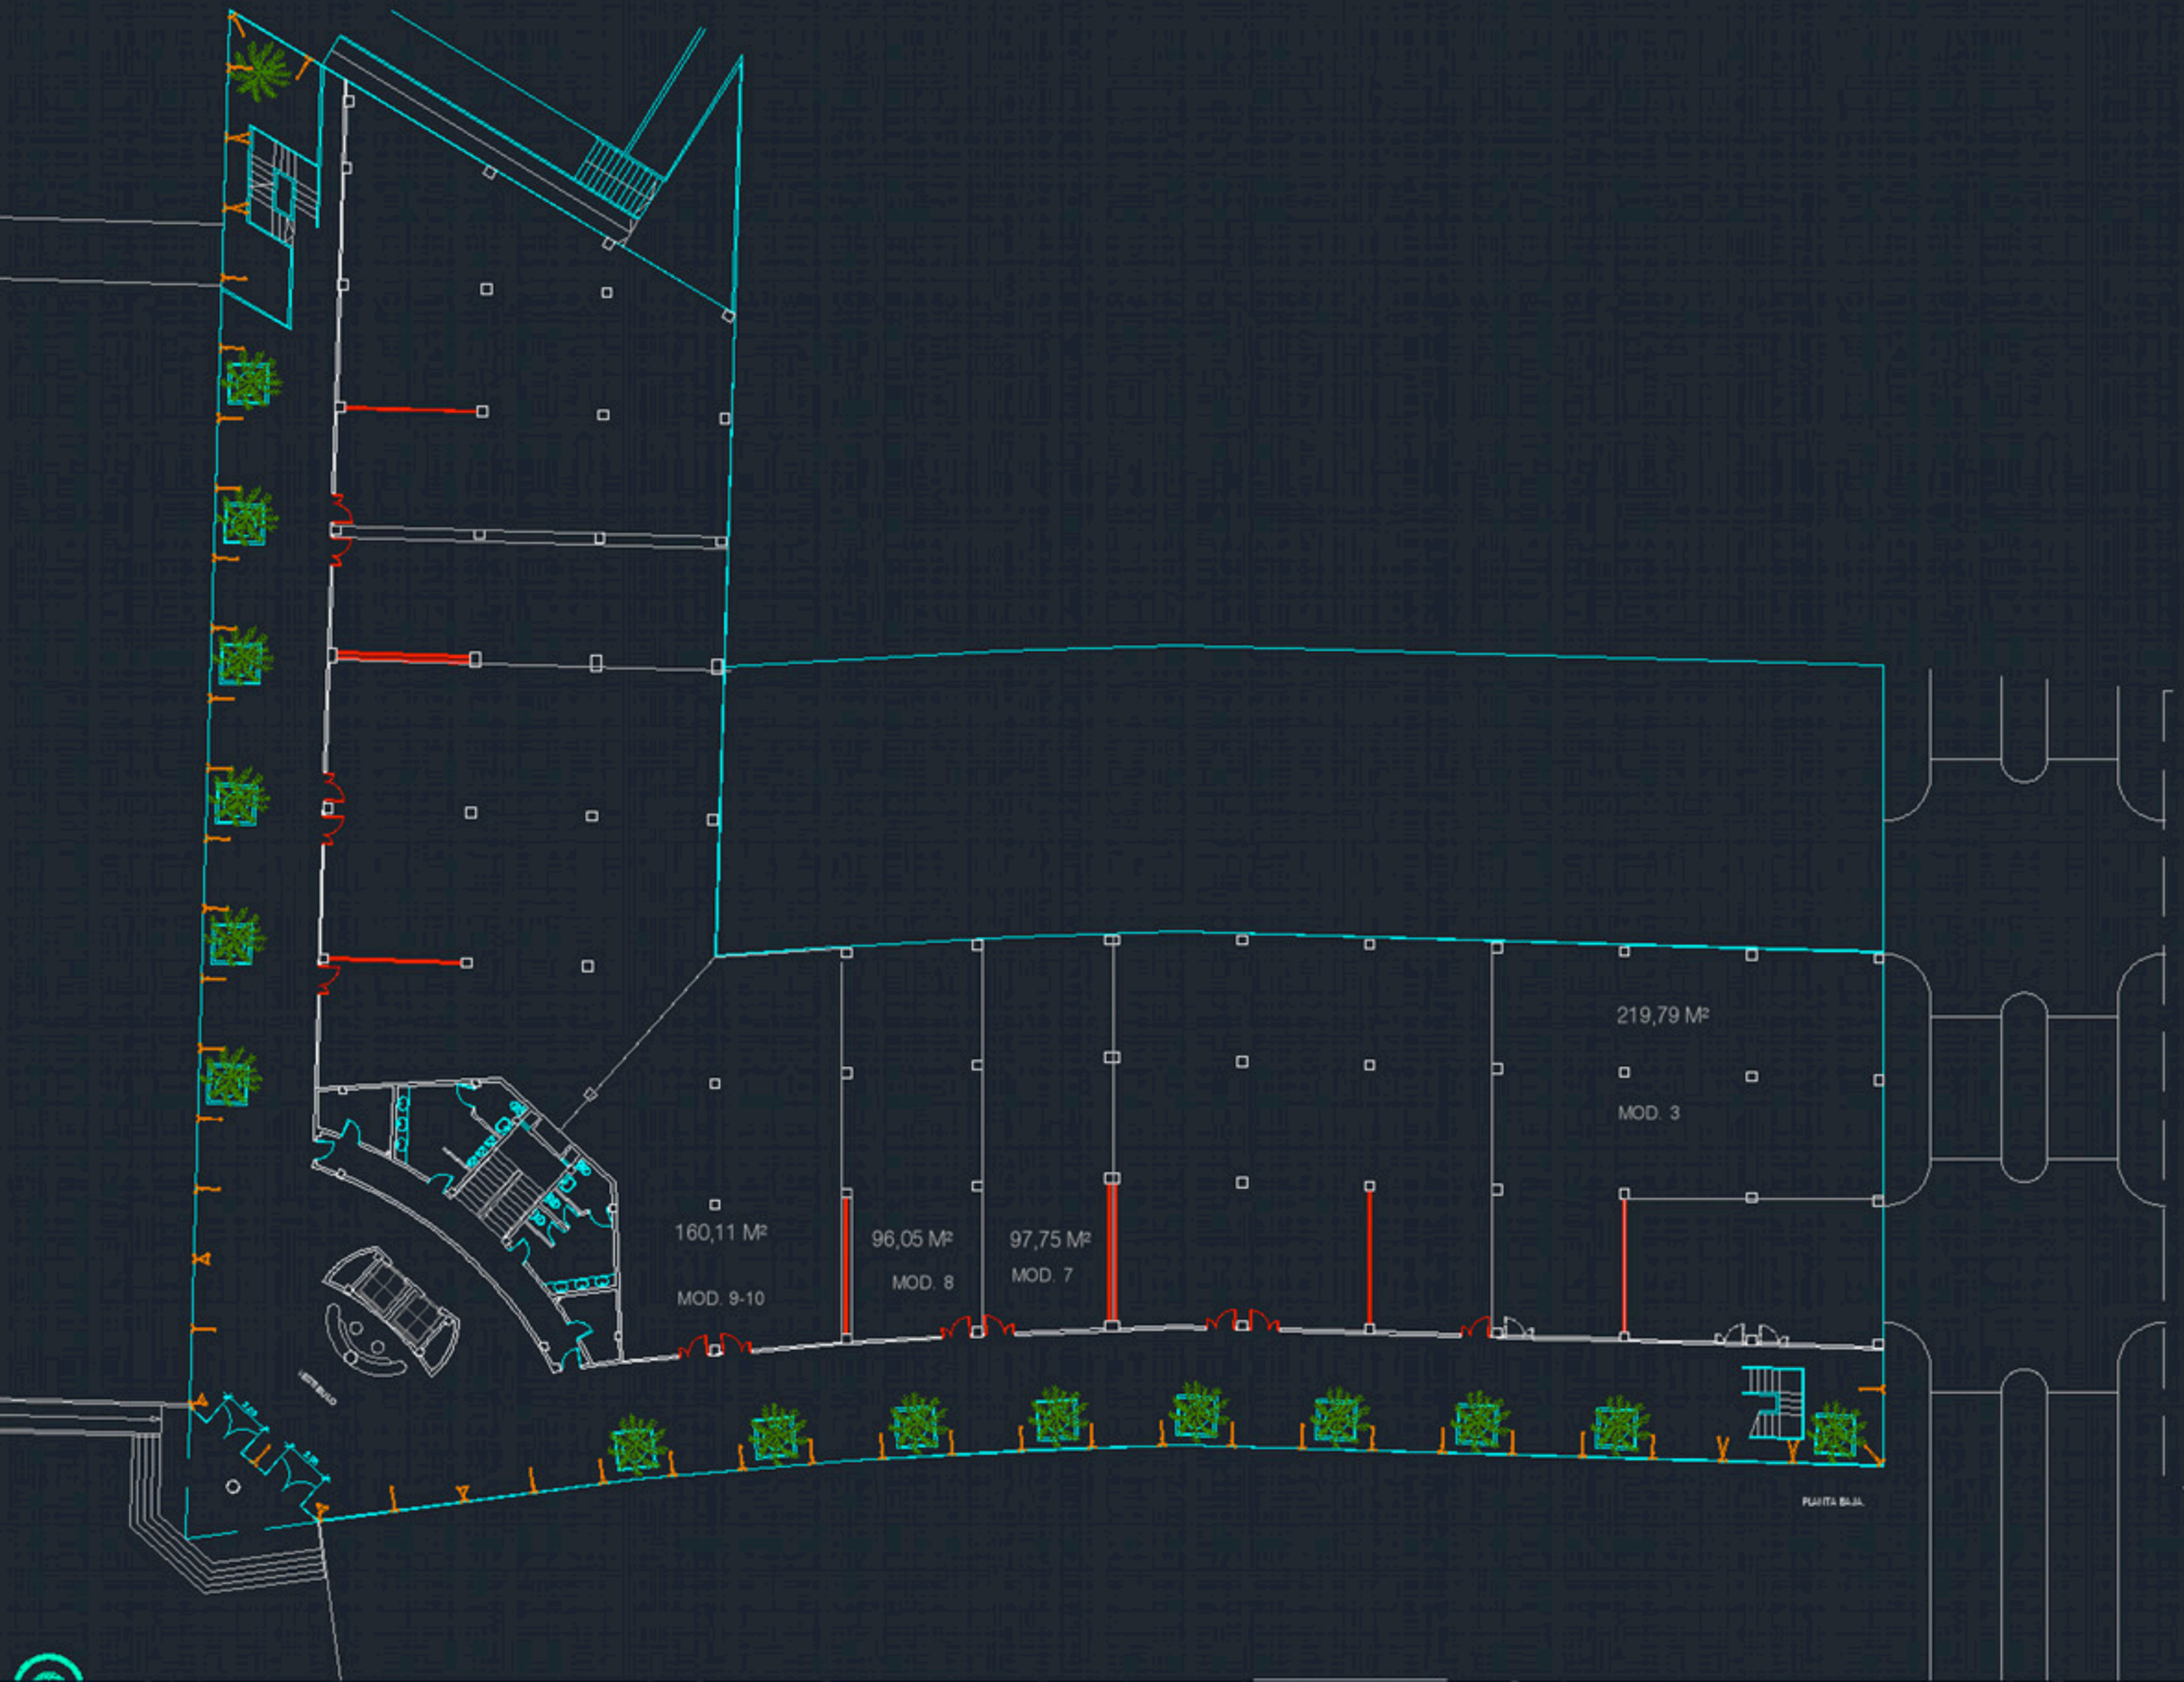 219,79 M²
MOD. 3
160,11 M²
96,05 M²
97,75 M²
MOD. 9-10
MOD. 8
MOD. 7
VESTIBULO
PLANTA BAJA.